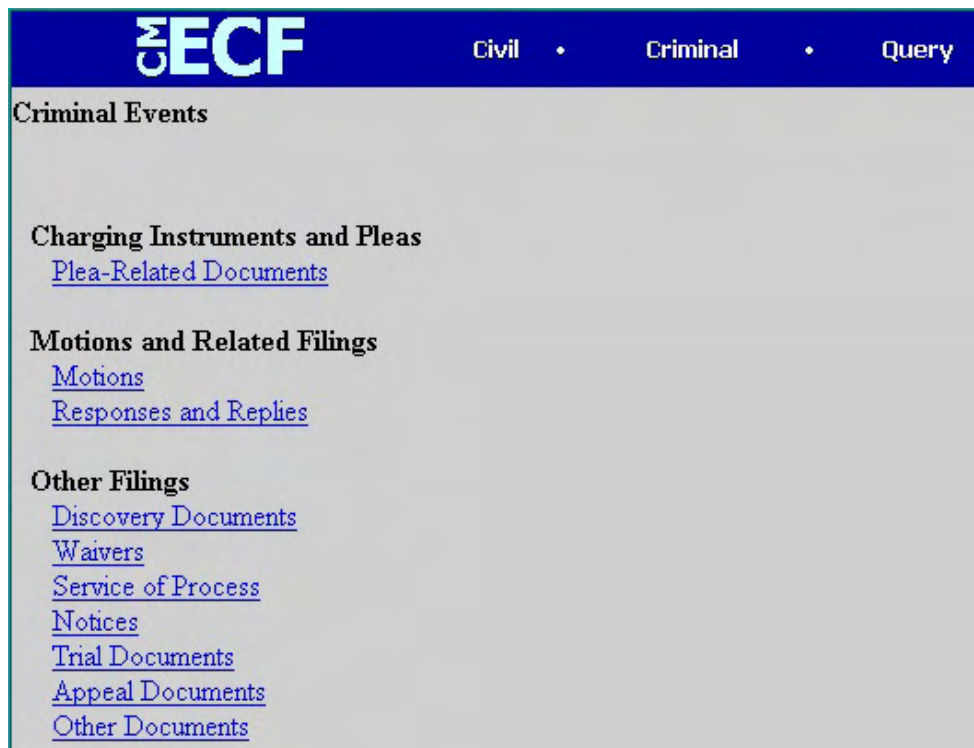 CM ECF Civil • Criminal • Query
Criminal Events
Charging Instruments and Pleas
Plea-Related Documents
Motions and Related Filings
Motions
Responses and Replies
Other Filings
Discovery Documents
Waivers
Service of Process
Notices
Trial Documents
Appeal Documents
Other Documents